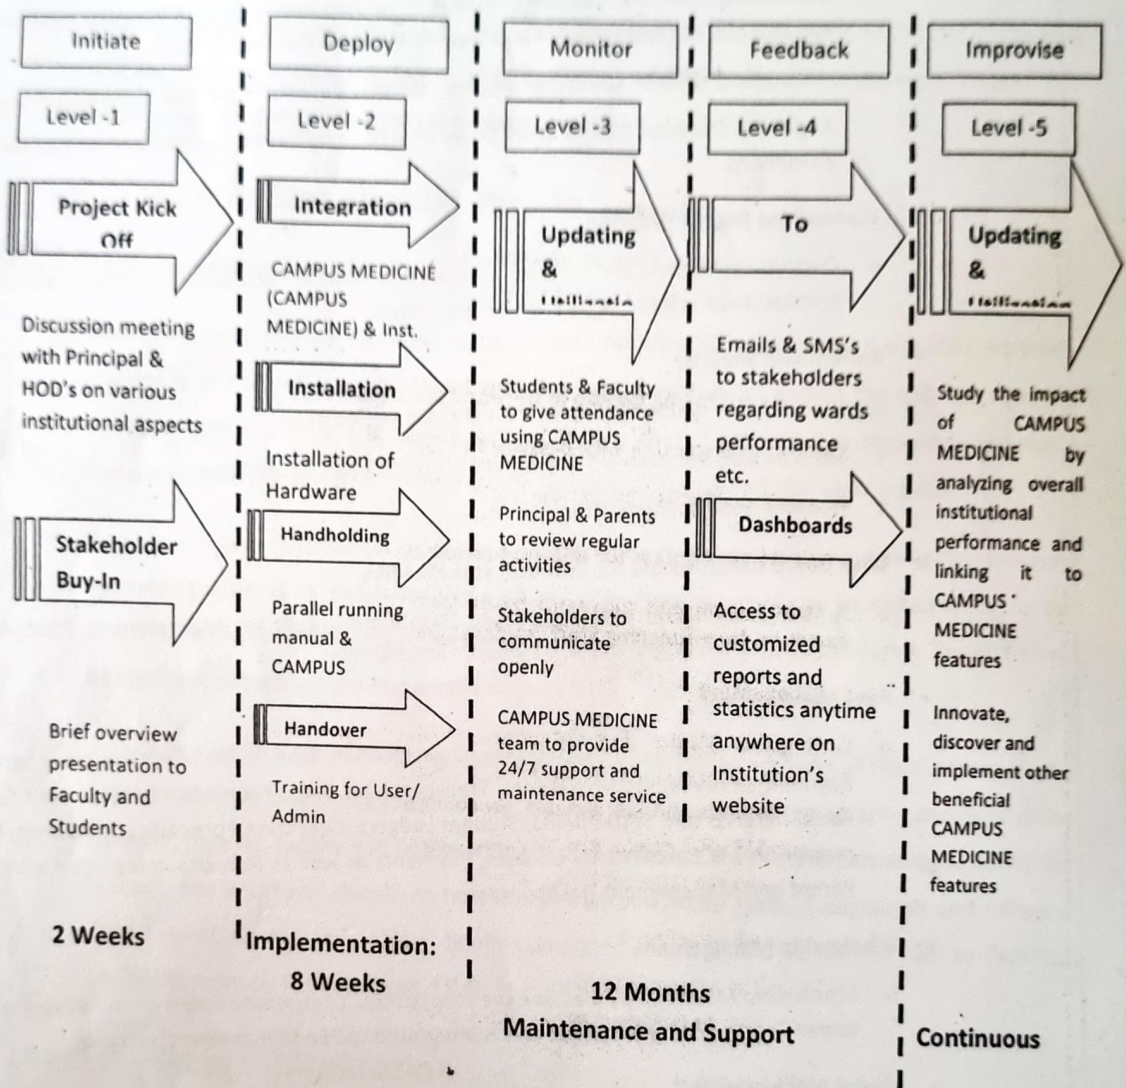 Initiate
Level -1
Project Kick
Off
Discussion meeting
with Principal &
HOD's on various
institutional aspects
Stakeholder
Buy-In
Brief overview
presentation to
Faculty and
Students
2 Weeks
Deploy
Level -2
Integration
CAMPUS MEDICINE
(CAMPUS
MEDICINE) & Inst.
Installation
Installation of
Hardware
Handholding
Parallel running
manual &
CAMPUS
Handover
Training for User/
Admin
Implementation:
8 Weeks
Monitor
Level -3
Updating
&
Students & Faculty
to give attendance
using CAMPUS
MEDICINE
Principal & Parents
to review regular
activities
Stakeholders to
communicate
openly
CAMPUS MEDICINE
team to provide
24/7 support and
maintenance service
Feedback
Level -4
To
Emails & SMS's
to stakeholders
regarding wards
performance
etc.
Dashboards
Access to
customized
reports and
statistics anytime
anywhere on
Institution's
website
12 Months
Maintenance and Support
Improvise
Level -5
Updating
&
Study the impact
of CAMPUS
MEDICINE by
analyzing overall
institutional
performance and
linking it to
CAMPUS
MEDICINE
features
Innovate,
discover and
implement other
beneficial
CAMPUS
MEDICINE
features
Continuous